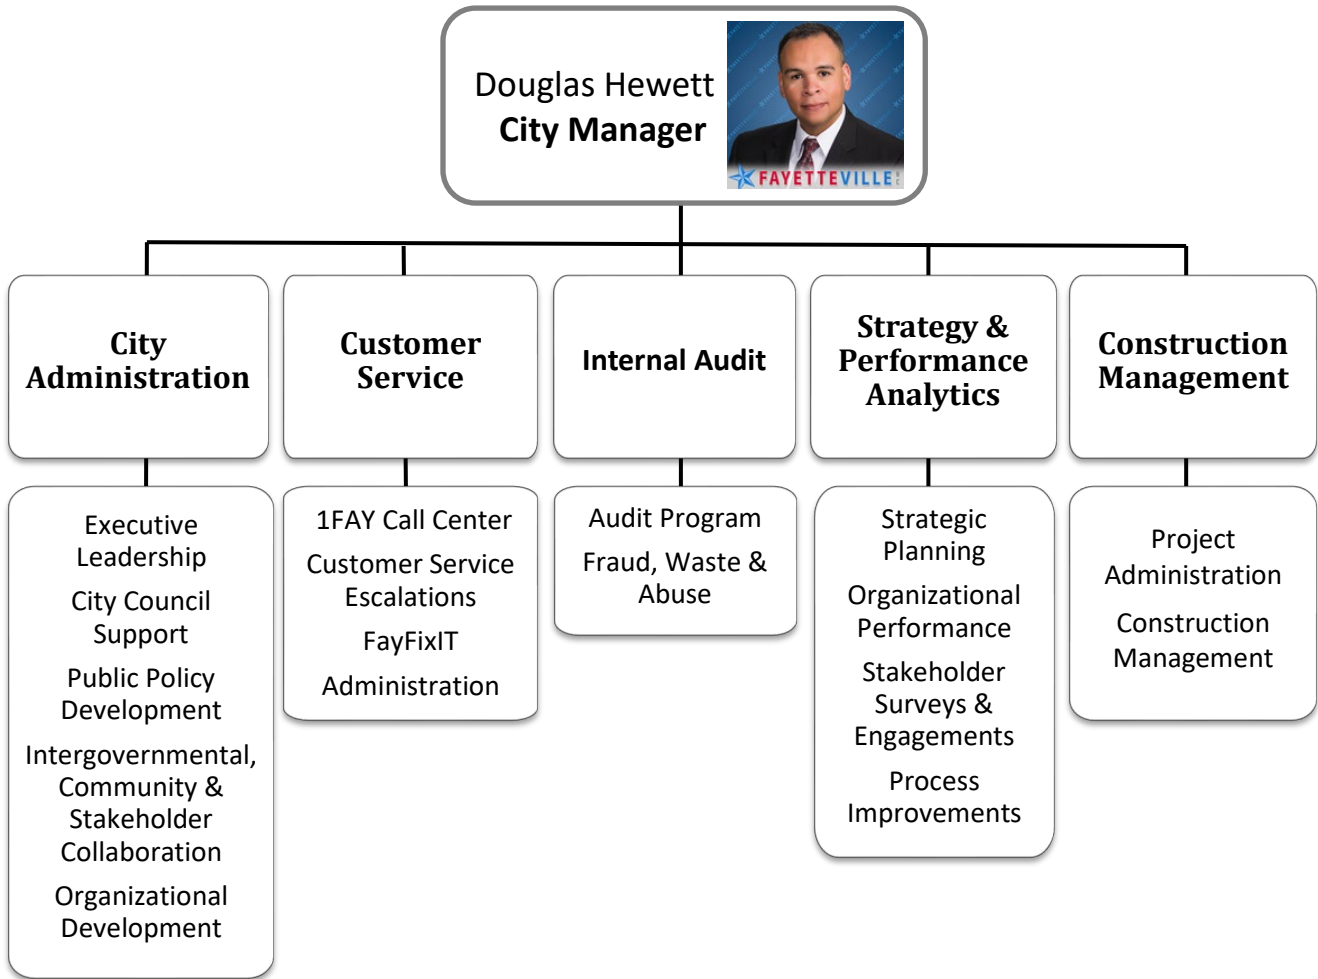 Douglas Hewett
City Manager
FAYETTEVILLE
City
Administration
Customer
Service
Internal Audit
Strategy &
Performance
Analytics
Construction
Management
Executive
Leadership
City Council
Support
Public Policy
Development
Intergovernmental,
Community &
Stakeholder
Collaboration
Organizational
Development
1FAY Call Center
Customer Service
Escalations
FayFixIT
Administration
Audit Program
Fraud, Waste &
Abuse
Strategic
Planning
Organizational
Performance
Stakeholder
Surveys &
Engagements
Process
Improvements
Project
Administration
Construction
Management